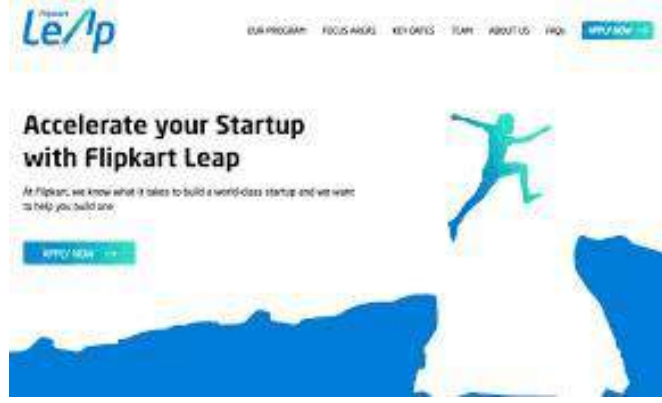 Flipkart
Leap
OUR PROGRAM FOCUS AREAS KEY DATES TEAM ABOUT US FAQs APPLY NOW
Accelerate your Startup
with Flipkart Leap
At Flipkart, we know what it takes to build a world-class startup and we want
to help you build one
APPLY NOW